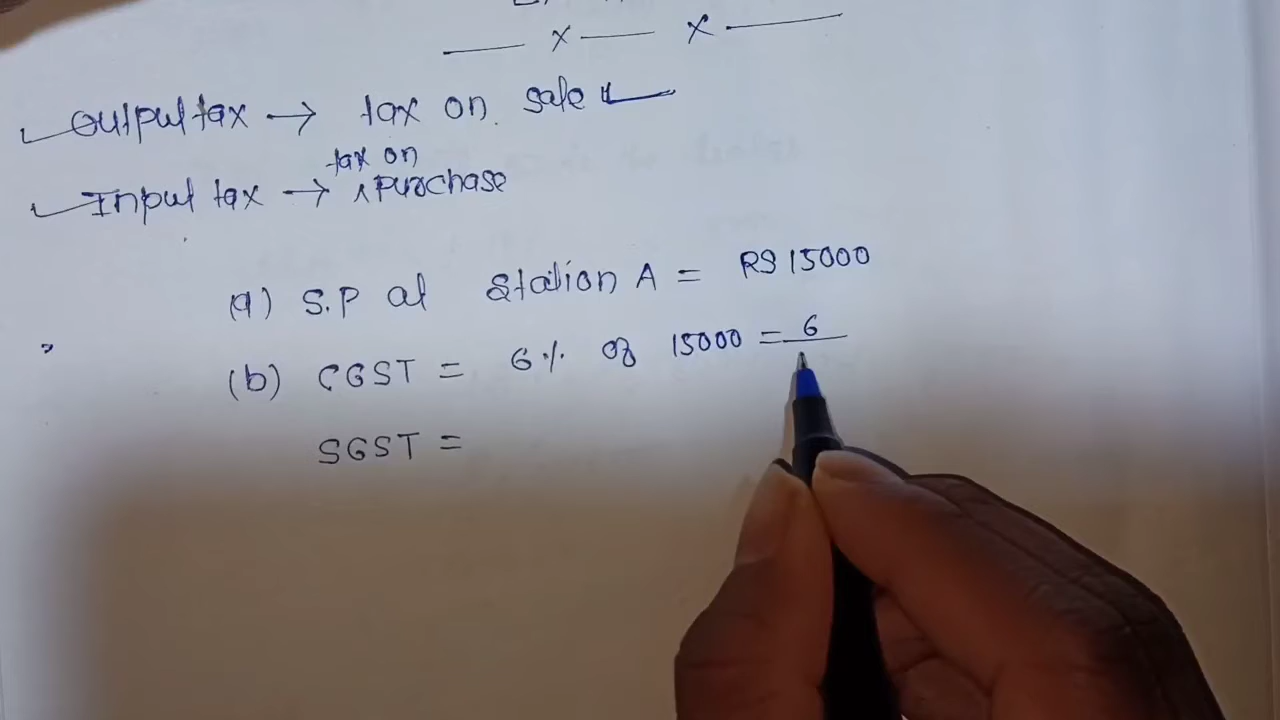 x x
Output tax → tax on sale
tax on
Input tax → ^ purchase
(a) S.P at Station A = RS 15000
(b) CGST = 6% of 15000 = 6
SGST =